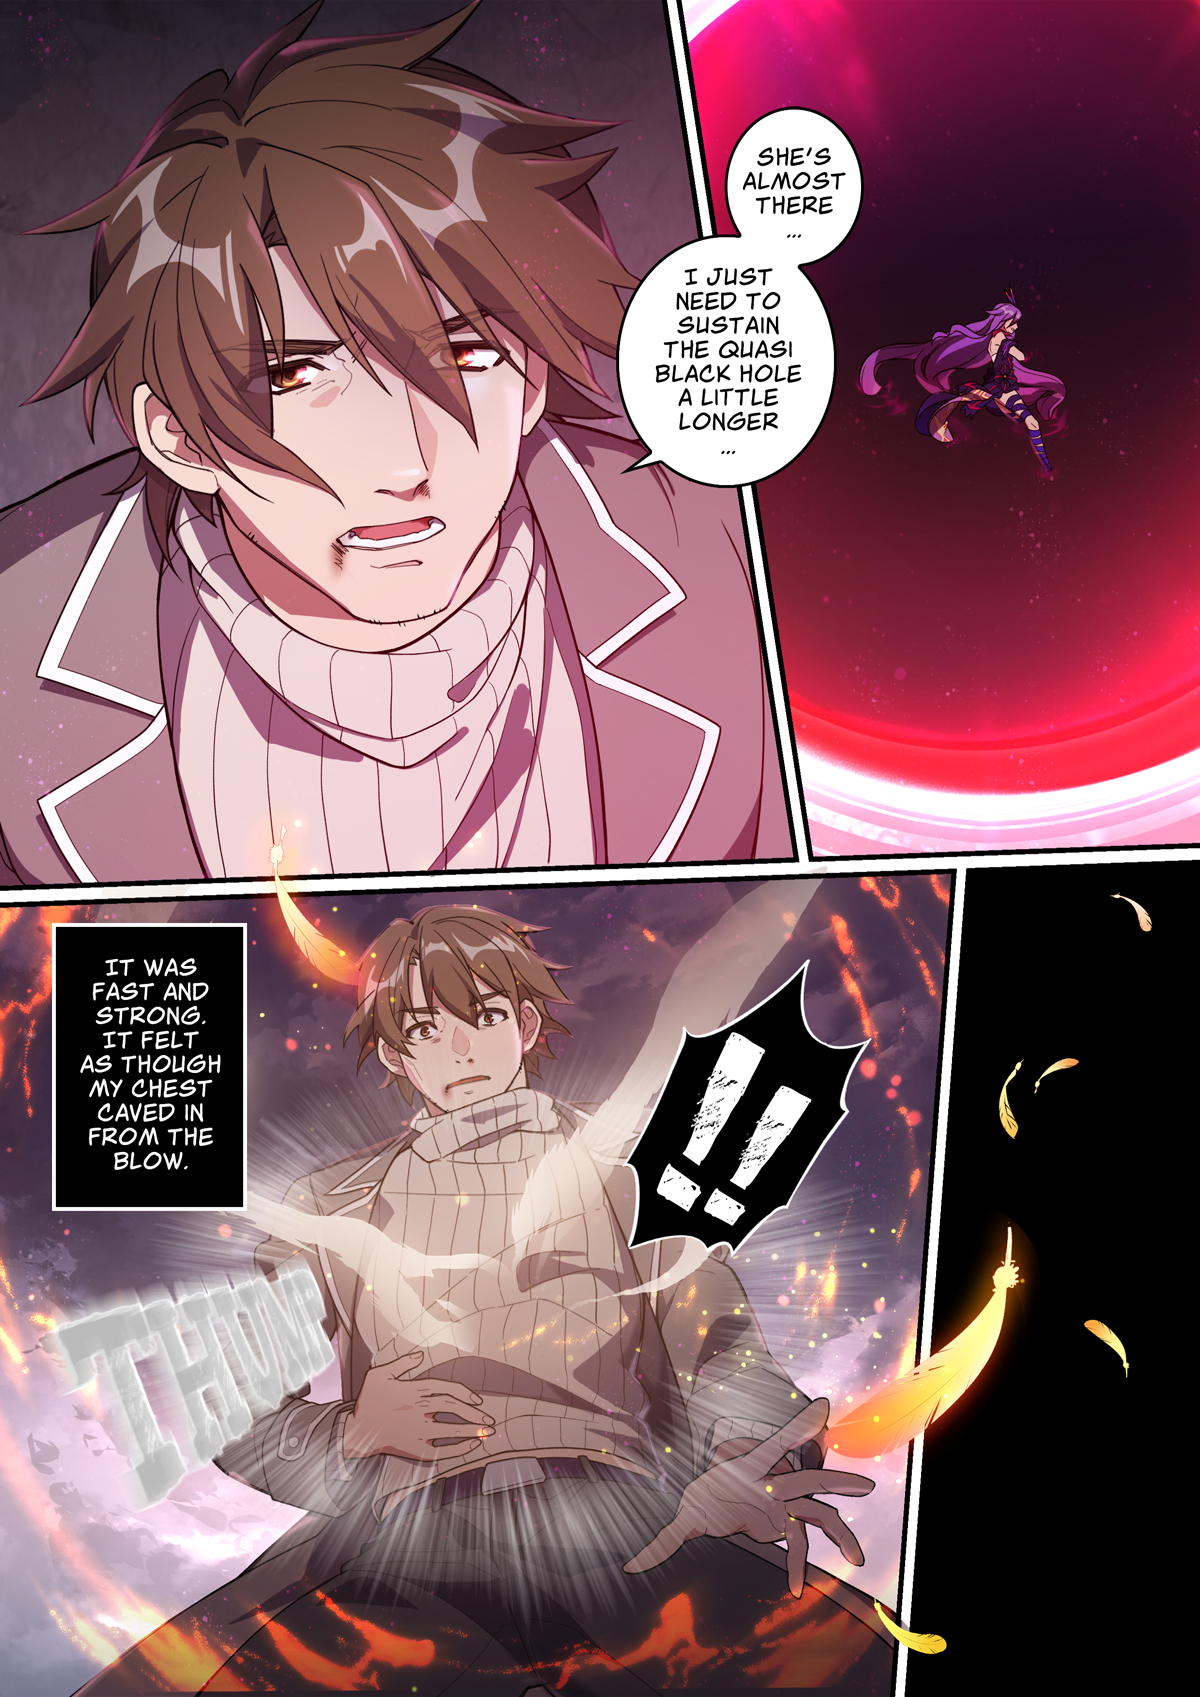 SHE'S
ALMOST
THERE
...
I JUST
NEED TO
SUSTAIN
THE QUASI
BLACK HOLE
A LITTLE
LONGER
...
IT WAS
FAST AND
STRONG.
IT FELT
AS THOUGH
MY CHEST
CAVED IN
FROM THE
BLOW.
!!
THUMP